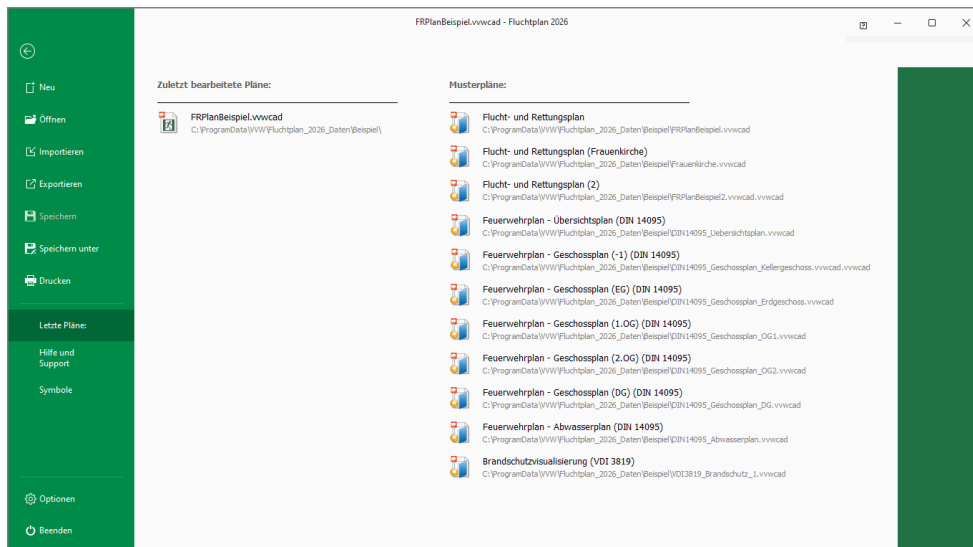 FRPlanBeispiel.vvwcad - Fluchtplan 2026
Neu
Öffnen
Importieren
Exportieren
Speichern
Speichern unter
Drucken
Letzte Pläne:
Hilfe und
Support
Symbole
Optionen
Beenden
Zuletzt bearbeitete Pläne:
FRPlanBeispiel.vvwcad
C:\ProgramData\VVW\Fluchtplan_2026_Daten\Beispiel\
Musterpläne:
Flucht- und Rettungsplan
C:\ProgramData\VVW\Fluchtplan_2026_Daten\Beispiel\FRPlanBeispiel.vvwcad
Flucht- und Rettungsplan (Frauenkirche)
C:\ProgramData\VVW\Fluchtplan_2026_Daten\Beispiel\Frauenkirche.vvwcad
Flucht- und Rettungsplan (2)
C:\ProgramData\VVW\Fluchtplan_2026_Daten\Beispiel\FRPlanBeispiel2.vvwcad.vvwcad
Feuerwehrplan - Übersichtsplan (DIN 14095)
C:\ProgramData\VVW\Fluchtplan_2026_Daten\Beispiel\DIN14095_Uebersichtsplan.vvwcad
Feuerwehrplan - Geschossplan (-1) (DIN 14095)
C:\ProgramData\VVW\Fluchtplan_2026_Daten\Beispiel\DIN14095_Geschossplan_Kellergeschoss.vvwcad.vvwcad
Feuerwehrplan - Geschossplan (EG) (DIN 14095)
C:\ProgramData\VVW\Fluchtplan_2026_Daten\Beispiel\DIN14095_Geschossplan_Erdgeschoss.vvwcad
Feuerwehrplan - Geschossplan (1.OG) (DIN 14095)
C:\ProgramData\VVW\Fluchtplan_2026_Daten\Beispiel\DIN14095_Geschossplan_OG1.vvwcad
Feuerwehrplan - Geschossplan (2.OG) (DIN 14095)
C:\ProgramData\VVW\Fluchtplan_2026_Daten\Beispiel\DIN14095_Geschossplan_OG2.vvwcad
Feuerwehrplan - Geschossplan (DG) (DIN 14095)
C:\ProgramData\VVW\Fluchtplan_2026_Daten\Beispiel\DIN14095_Geschossplan_DG.vvwcad
Feuerwehrplan - Abwasserplan (DIN 14095)
C:\ProgramData\VVW\Fluchtplan_2026_Daten\Beispiel\DIN14095_Abwasserplan.vvwcad
Brandschutzvisualisierung (VDI 3819)
C:\ProgramData\VVW\Fluchtplan_2026_Daten\Beispiel\VDI3819_Brandschutz_1.vvwcad